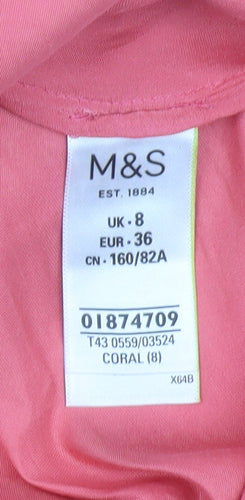 M&S
EST. 1884
UK • 8
EUR • 36
CN • 160/82A
01874709
T43 0559/03524
CORAL (8)
X64B